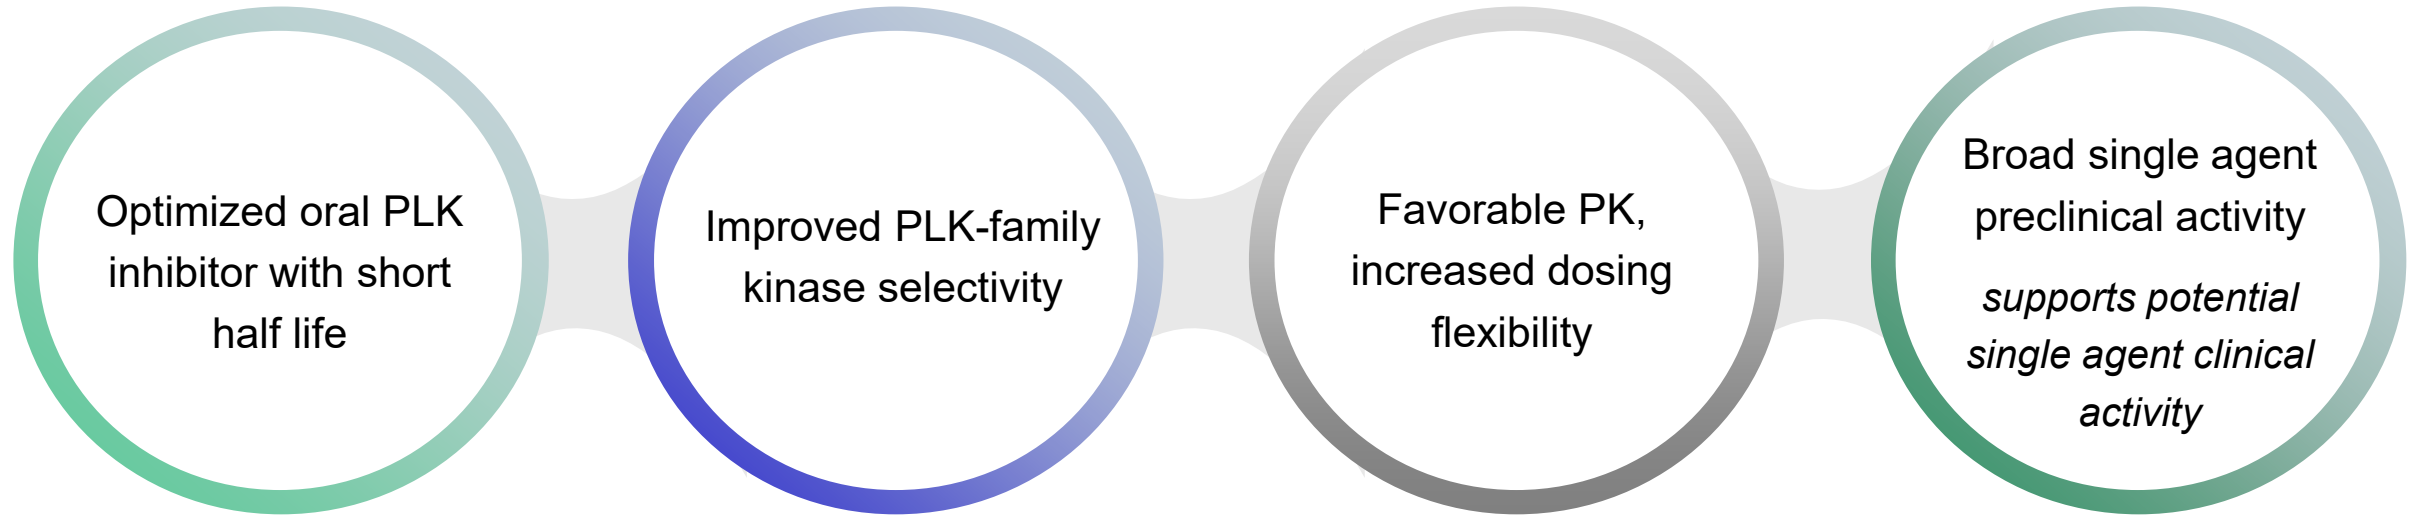 Optimized oral PLK
inhibitor with short
half life
Improved PLK-family
kinase selectivity
Favorable PK,
increased dosing
flexibility
Broad single agent
preclinical activity
supports potential
single agent clinical
activity